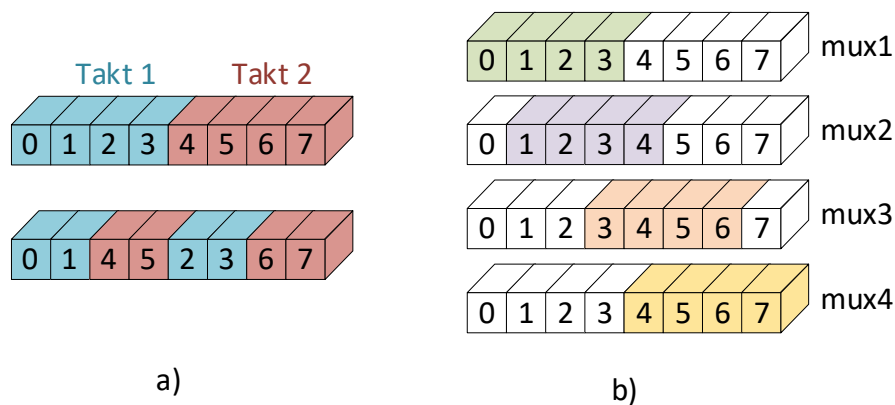 Takt 1 Takt 2
0 1 2 3 4 5 6 7
0 1 4 5 2 3 6 7
a)
0 1 2 3 4 5 6 7 mux1
0 1 2 3 4 5 6 7 mux2
0 1 2 3 4 5 6 7 mux3
0 1 2 3 4 5 6 7 mux4
b)